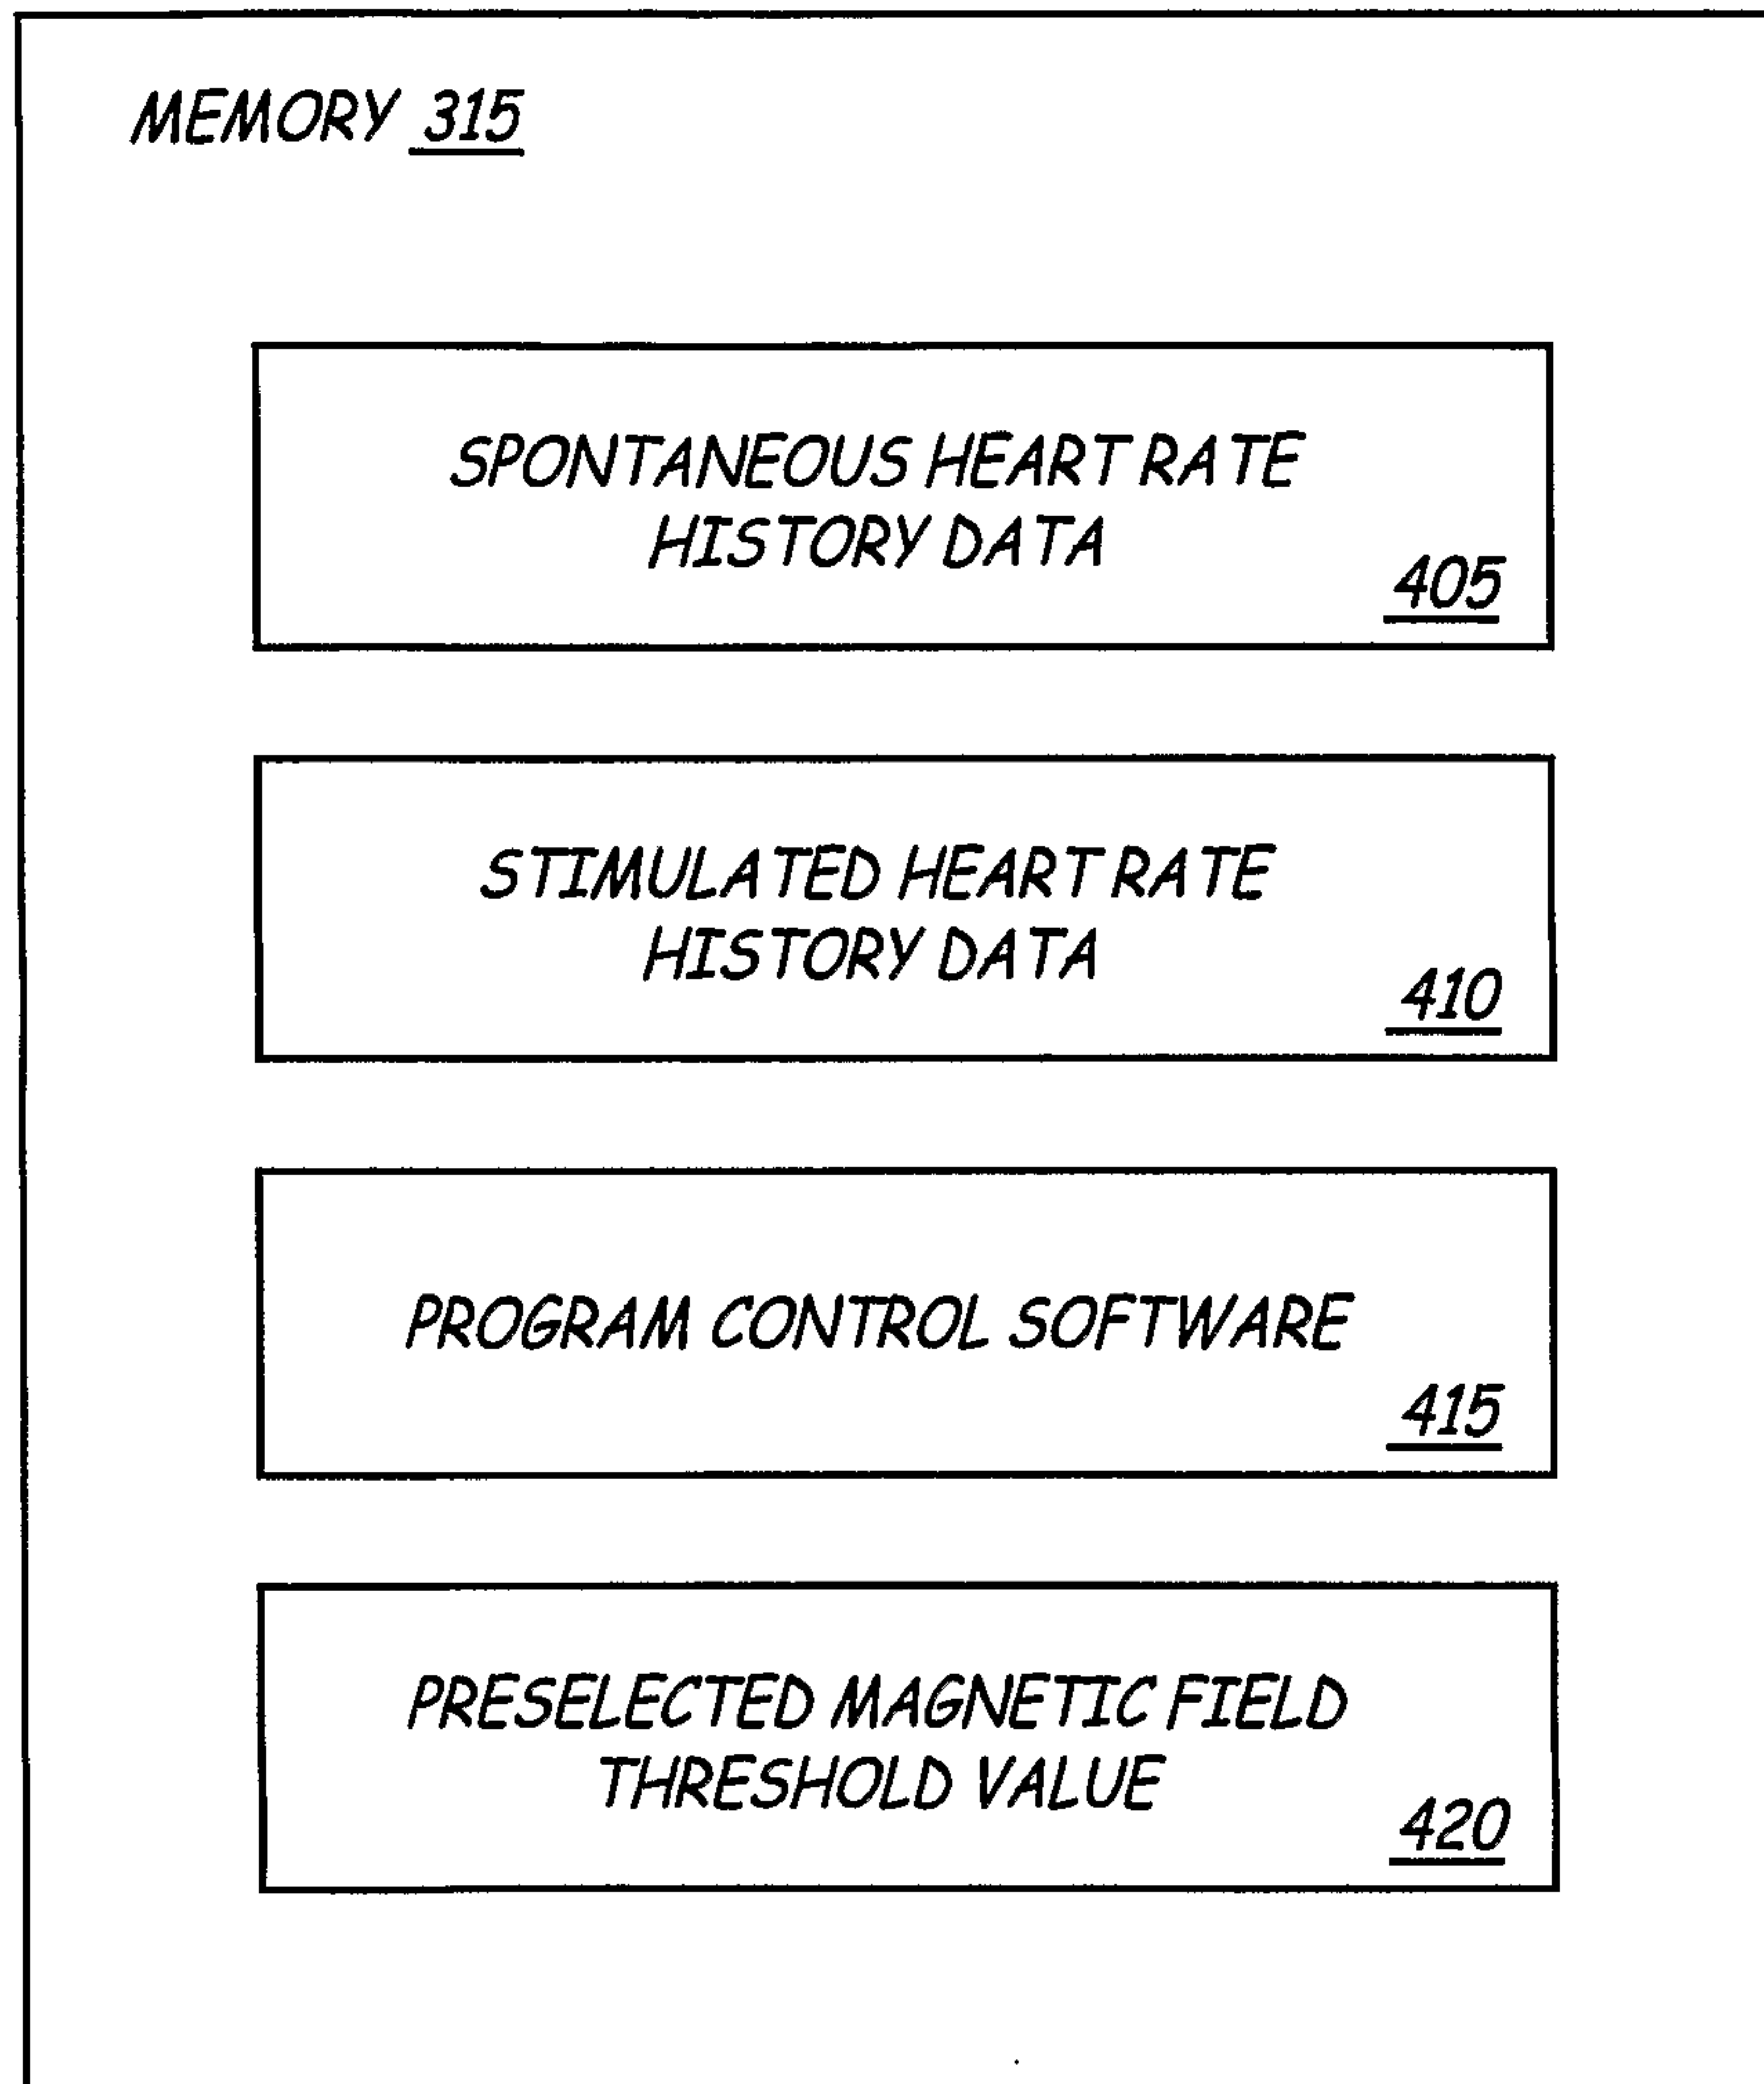 MEMORY 315
SPONTANEOUS HEART RATE
HISTORY DATA
405
STIMULATED HEART RATE
HISTORY DATA
410
PROGRAM CONTROL SOFTWARE
415
PRESELECTED MAGNETIC FIELD
THRESHOLD VALUE
420